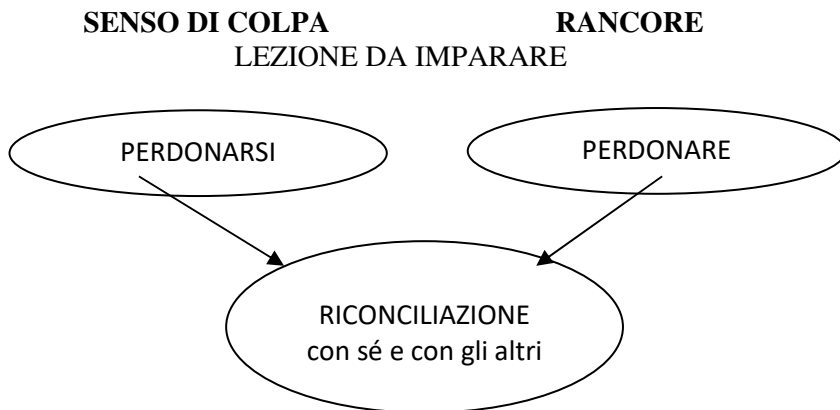 SENSO DI COLPA RANCORE
LEZIONE DA IMPARARE
PERDONARSI PERDONARE
RICONCILIAZIONE
con sé e con gli altri